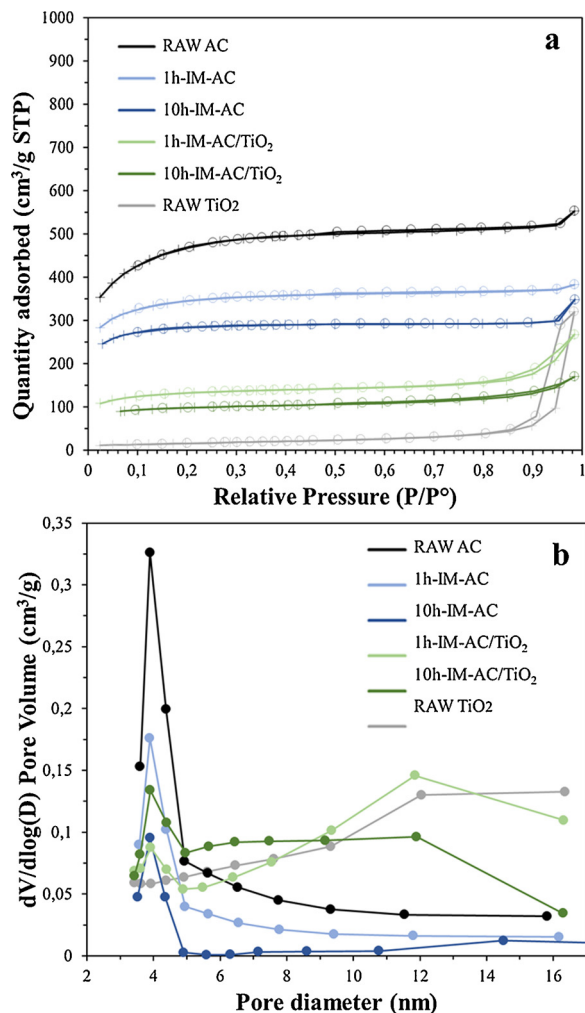 a
1000
900
800
700
600
500
400
300
200
100
0
Quantity adsorbed (cm³/g STP)
RAW AC
1h-IM-AC
10h-IM-AC
1h-IM-AC/TiO₂
10h-IM-AC/TiO₂
RAW TiO2
0 0,1 0,2 0,3 0,4 0,5 0,6 0,7 0,8 0,9 1
Relative Pressure (P/P°)
b
0,35
0,3
0,25
0,2
0,15
0,1
0,05
0
dV/dlog(D) Pore Volume (cm³/g)
RAW AC
1h-IM-AC
10h-IM-AC
1h-IM-AC/TiO₂
10h-IM-AC/TiO₂
RAW TiO2
2 4 6 8 10 12 14 16
Pore diameter (nm)